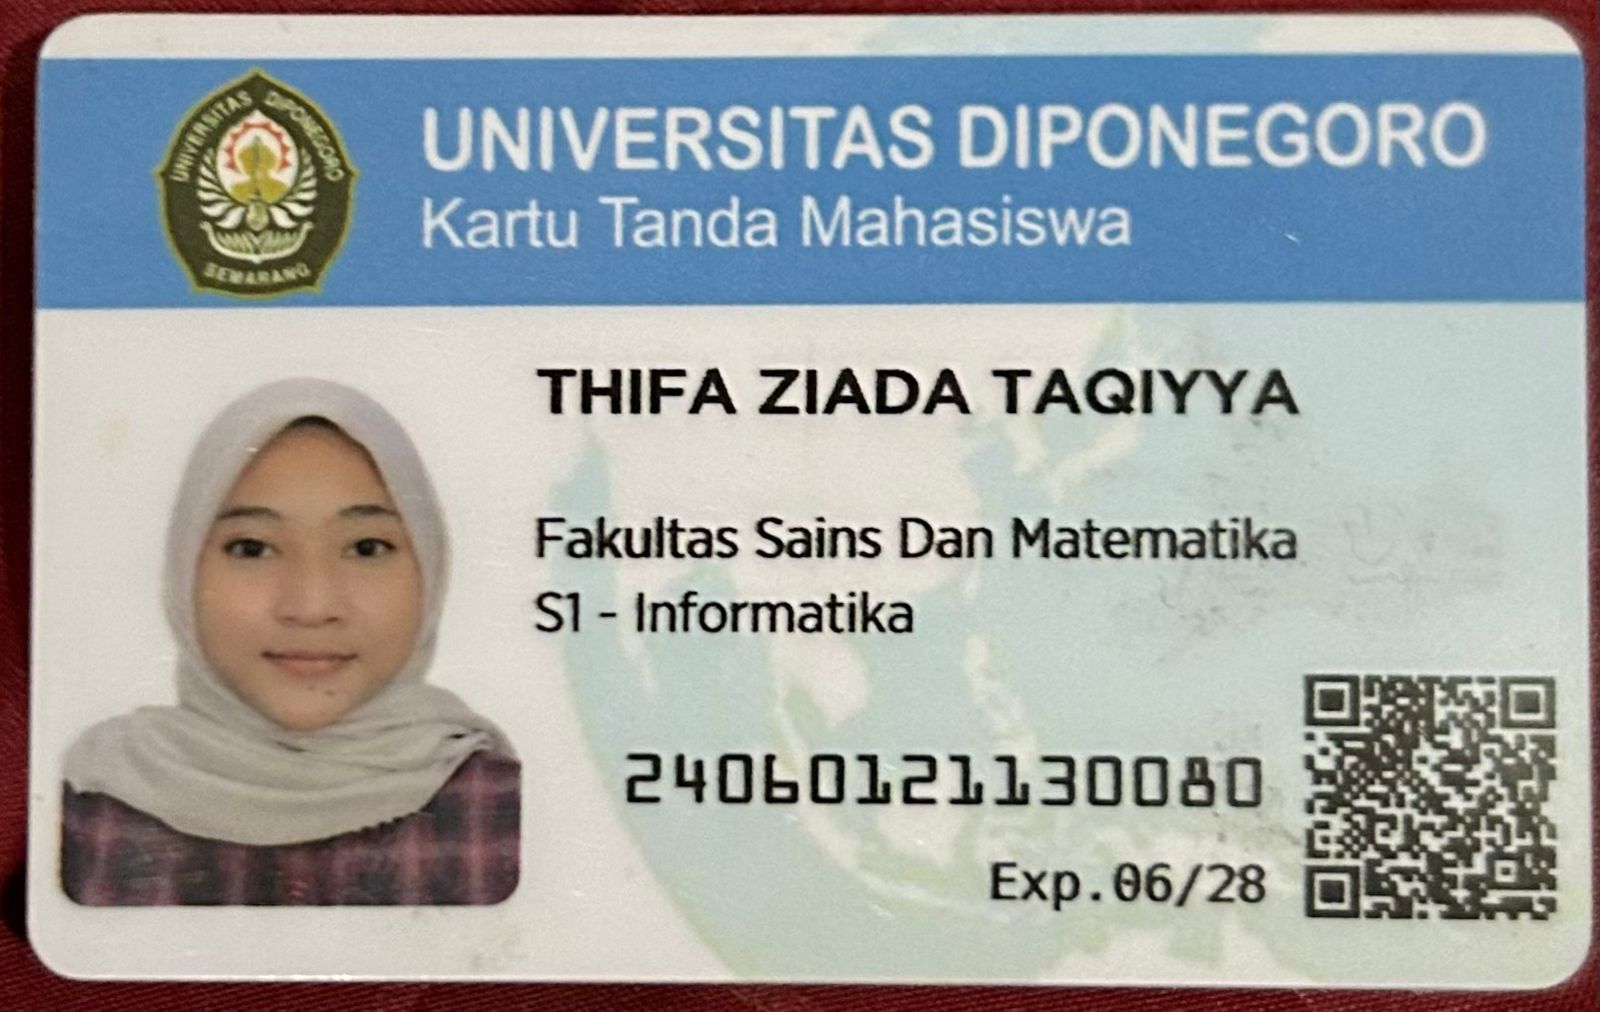 UNIVERSITAS DIPONEGORO
SEMARANG
UNIVERSITAS DIPONEGORO
Kartu Tanda Mahasiswa
THIFA ZIADA TAQIYYA
Fakultas Sains Dan Matematika
S1 - Informatika
24060121130080
Exp.06/28